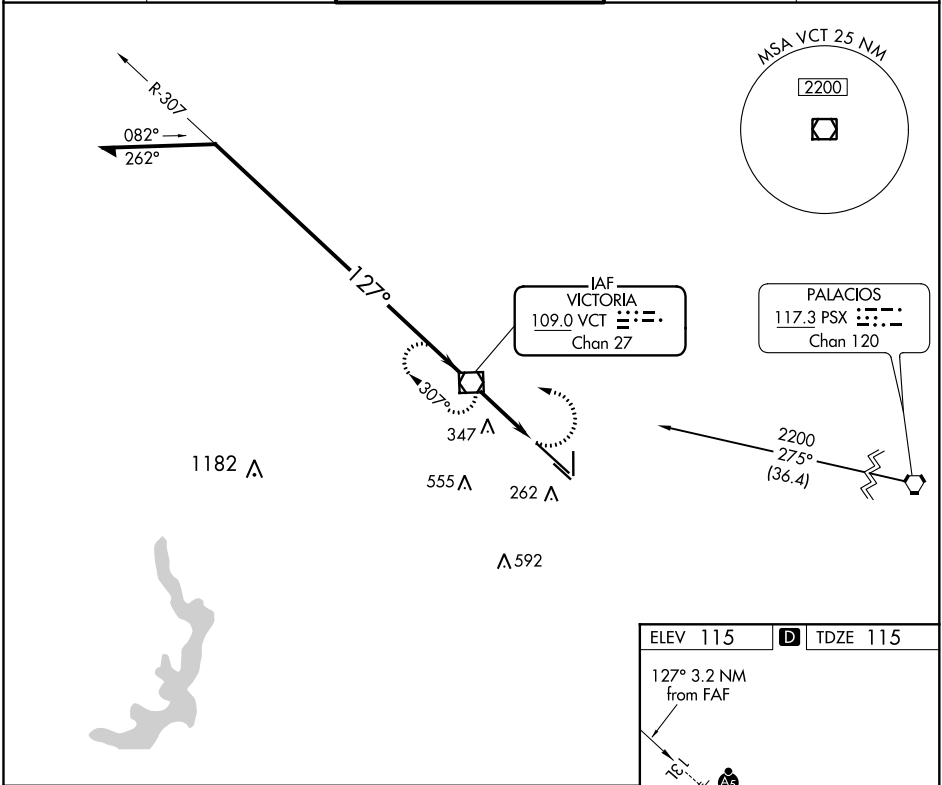 MSA VCT 25 NM
2200
R-307
082°
262°
127°
IAF
VICTORIA
109.0 VCT
Chan 27
PALACIOS
117.3 PSX
Chan 120
307°
347
2200
275°
(36.4)
1182
555
262
592
ELEV 115 D TDZE 115
127° 3.2 NM
from FAF
13L
A5